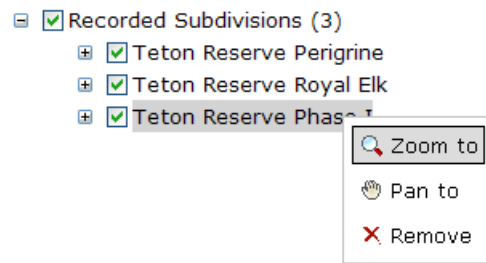 Recorded Subdivisions (3)
Teton Reserve Perigrine
Teton Reserve Royal Elk
Teton Reserve Phase I
Zoom to
Pan to
Remove